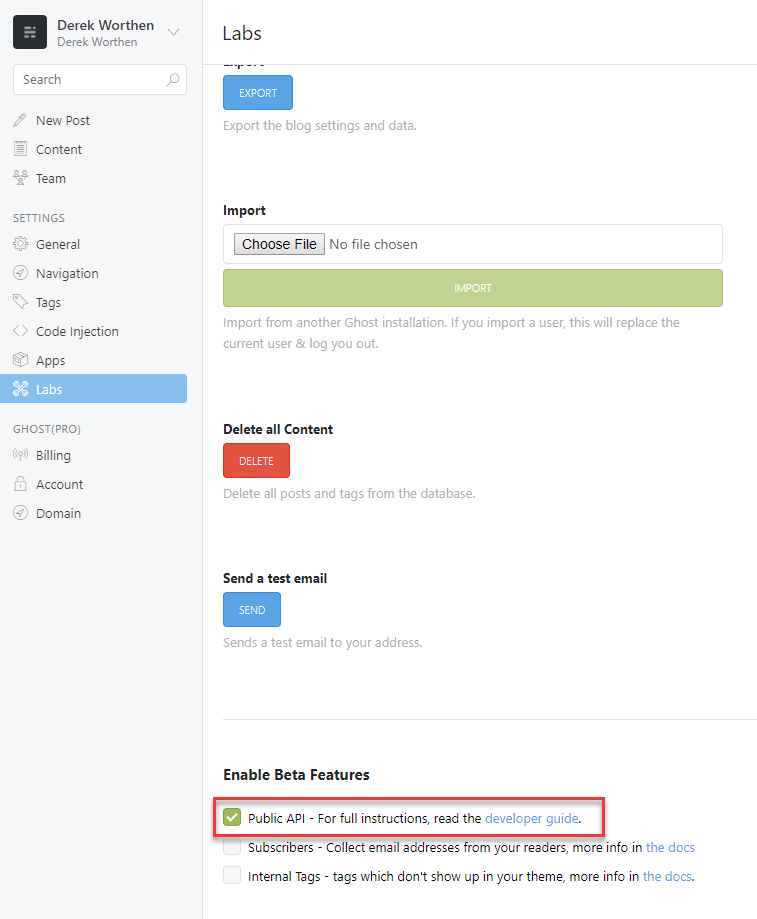 Derek Worthen
Derek Worthen
Search
New Post
Content
Team
SETTINGS
General
Navigation
Tags
Code Injection
Apps
Labs
GHOST(PRO)
Billing
Account
Domain
Labs
Export
EXPORT
Export the blog settings and data.
Import
Choose File No file chosen
IMPORT
Import from another Ghost installation. If you import a user, this will replace the
current user & log you out.
Delete all Content
DELETE
Delete all posts and tags from the database.
Send a test email
SEND
Sends a test email to your address.
Enable Beta Features
Public API - For full instructions, read the developer guide.
Subscribers - Collect email addresses from your readers, more info in the docs
Internal Tags - tags which don't show up in your theme, more info in the docs.